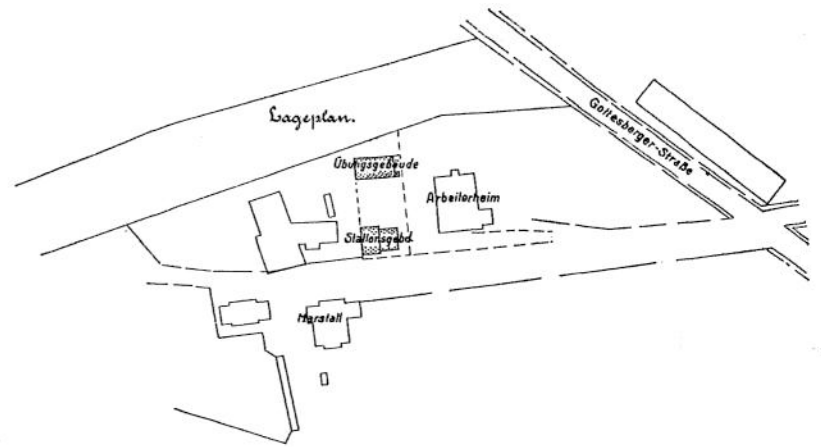 Lageplan.
Gottesberger-Straße
Übungsgebäude
Arbeiterheim
Stationsgebd.
Marstall